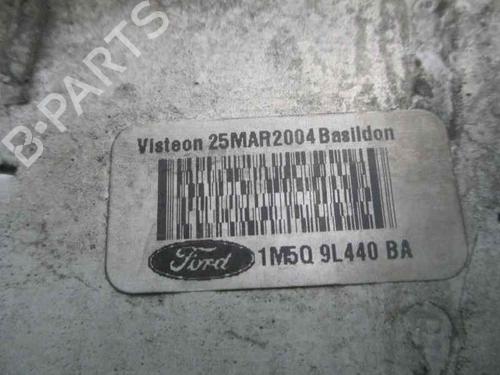 B-PARTS
Visteon 25MAR2004 Basildon
Ford 1M5Q 9L440 BA